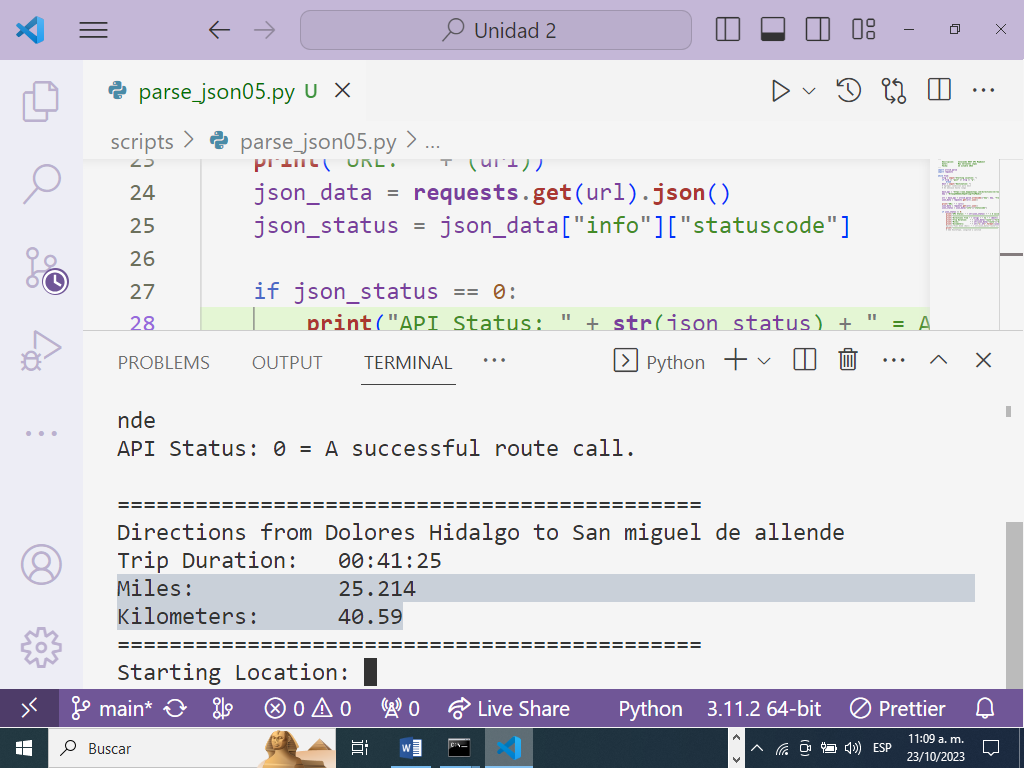 Unidad 2
parse_json05.py U
scripts > parse_json05.py > ...
23 print("URL: " + (url))
24 json_data = requests.get(url).json()
25 json_status = json_data["info"]["statuscode"]
26
27 if json_status == 0:
28 print("API Status: " + str(json_status) + " = A
PROBLEMS OUTPUT TERMINAL ... Python
nde
API Status: 0 = A successful route call.
=============================================
Directions from Dolores Hidalgo to San miguel de allende
Trip Duration: 00:41:25
Miles: 25.214
Kilometers: 40.59
=============================================
Starting Location:
main* 0 0 0 Live Share Python 3.11.2 64-bit Prettier
Buscar ESP 11:09 a. m.
23/10/2023